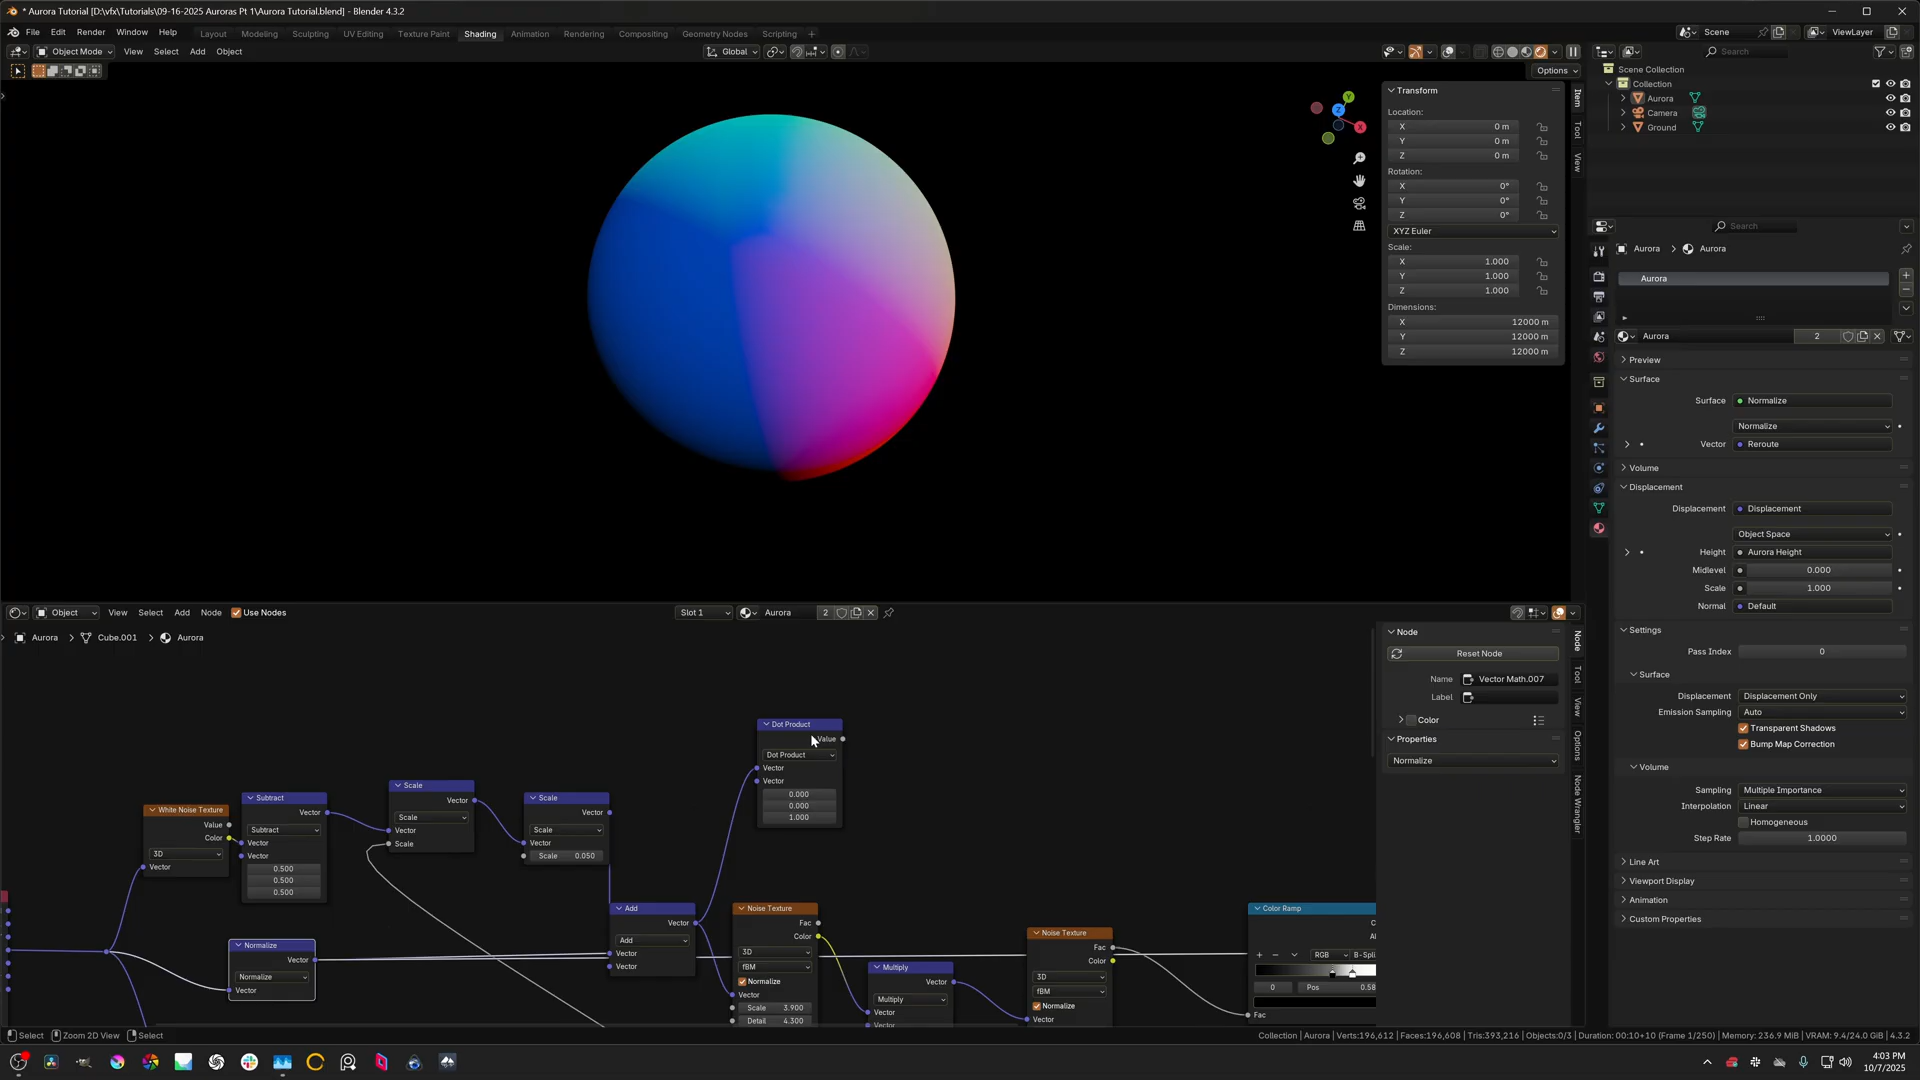 * Aurora Tutorial [D:\vfx\Tutorials\09-16-2025 Auroras Pt 1\Aurora Tutorial.blend] - Blender 4.3.2
File Edit Render Window Help Layout Modeling Sculpting UV Editing Texture Paint Shading Animation Rendering Compositing Geometry Nodes Scripting + Scene ViewLayer
Object Mode View Select Add Object Global Search
Options
Scene Collection
Collection
Aurora
Camera
Ground
Transform
Location:
X 0 m
Y 0 m
Z 0 m
Rotation:
X 0°
Y 0°
Z 0°
XYZ Euler
Scale:
X 1.000
Y 1.000
Z 1.000
Dimensions:
X 12000 m
Y 12000 m
Z 12000 m
Item
Tool
View
Y
Z
X
Search
Aurora > Aurora
Aurora
Aurora 2
Preview
Surface
Surface Normalize
Normalize
Vector Reroute
Volume
Displacement
Displacement Displacement
Object Space
Height Aurora Height
Midlevel 0.000
Scale 1.000
Normal Default
Settings
Pass Index 0
Surface
Displacement Displacement Only
Emission Sampling Auto
Transparent Shadows
Bump Map Correction
Volume
Sampling Multiple Importance
Interpolation Linear
Homogeneous
Step Rate 1.0000
Line Art
Viewport Display
Animation
Custom Properties
Object View Select Add Node Use Nodes Slot 1 Aurora 2
Aurora > Cube.001 > Aurora
Node
Reset Node
Name Vector Math.007
Label
Color
Properties
Normalize
Node
Tool
View
Options
Node Wrangler
Dot Product
Value
Dot Product
Vector
Vector
0.000
0.000
1.000
White Noise Texture
Value
Color
3D
Vector
Subtract
Vector
Subtract
Vector
Vector
0.500
0.500
0.500
Scale
Vector
Scale
Vector
Scale
Scale
Vector
Scale
Vector
Scale 0.050
Normalize
Vector
Normalize
Vector
Add
Vector
Add
Vector
Vector
Noise Texture
Fac
Color
3D
fBM
Normalize
Vector
Scale 3.900
Detail 4.300
Multiply
Vector
Multiply
Vector
Vector
Noise Texture
Fac
Color
3D
fBM
Normalize
Vector
Color Ramp
C
Al
+ − RGB B-Spli
0 Pos 0.58
Fac
Select Zoom 2D View Select Collection | Aurora | Verts:196,612 | Faces:196,608 | Tris:393,216 | Objects:0/3 | Duration: 00:10+10 (Frame 1/250) | Memory: 236.9 MiB | VRAM: 9.4/24.0 GiB | 4.3.2
4:03 PM
10/7/2025